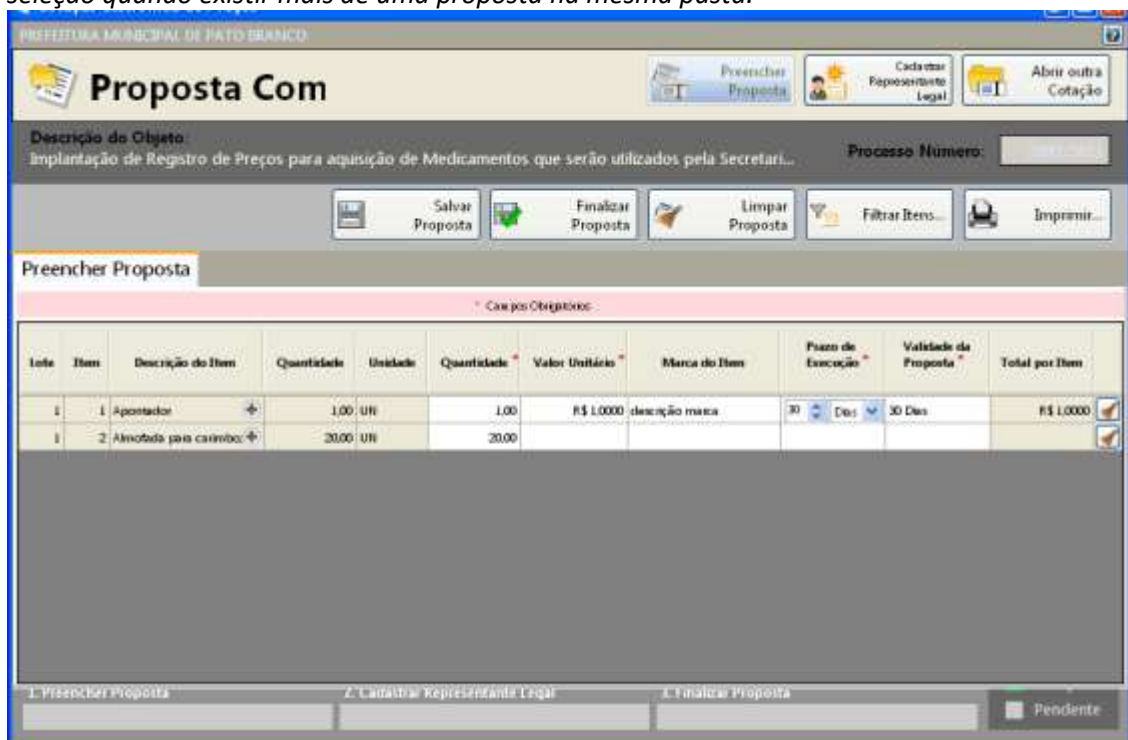 seleção quando existir mais de uma proposta na mesma pasta.
PREFEITURA MUNICIPAL DE PATO BRANCO
Proposta Com
Preencher Proposta
Cadastrar Representante Legal
Abrir outra Cotação
Descrição do Objeto:
Implantação de Registro de Preços para aquisição de Medicamentos que serão utilizados pela Secretari...
Processo Número:
Salvar Proposta
Finalizar Proposta
Limpar Proposta
Filtrar Itens...
Imprimir...
Preencher Proposta
* Campos Obrigatórios
Lote Item Descrição do Item Quantidade Unidade Quantidade * Valor Unitário * Marca do Item Prazo de Execução * Validade da Proposta * Total por Item
1 1 Apontador 1,00 UN 1,00 R$ 1,0000 descrição marca 30 Dias 30 Dias R$ 1,0000
1 2 Almofada para carimbo: 20,00 UN 20,00
1. Preencher Proposta
2. Cadastrar Representante Legal
3. Finalizar Proposta
Pendente